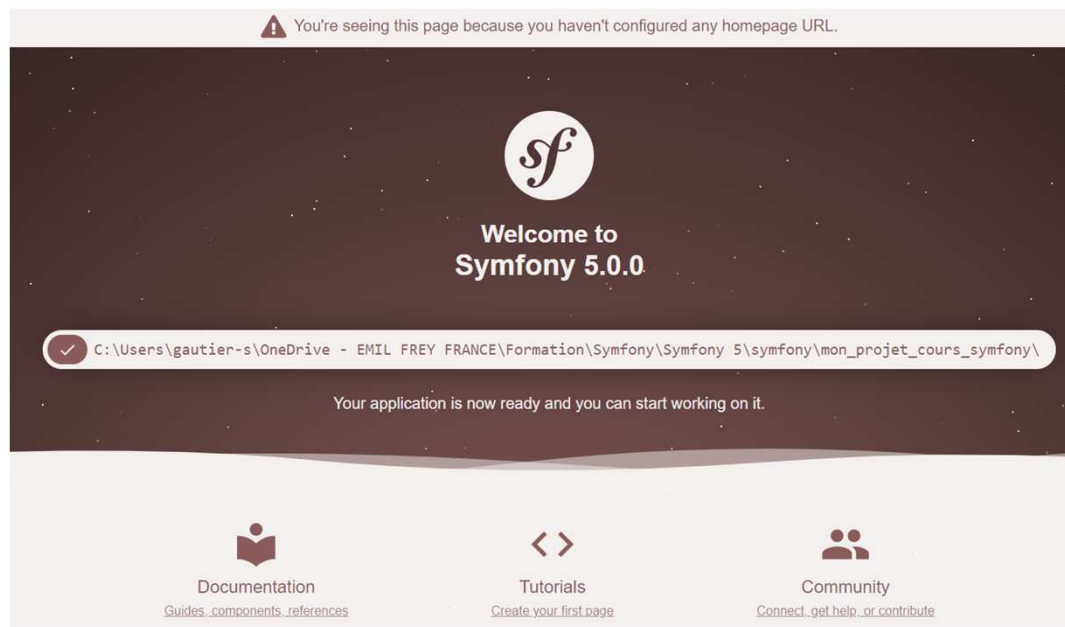 You're seeing this page because you haven't configured any homepage URL.
sf
Welcome to
Symfony 5.0.0
C:\Users\gautier-s\OneDrive - EMIL FREY FRANCE\Formation\Symfony\Symfony 5\symfony\mon_projet_cours_symfony\
Your application is now ready and you can start working on it.
Documentation
Tutorials
Community
Guides, components, references
Create your first page
Connect, get help, or contribute